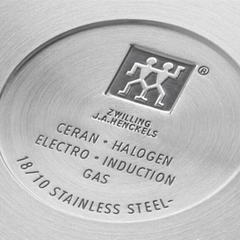 ®
ZWILLING
J.A.HENCKELS
CERAN · HALOGEN
ELECTRO · INDUCTION
GAS
18/10 STAINLESS STEEL-